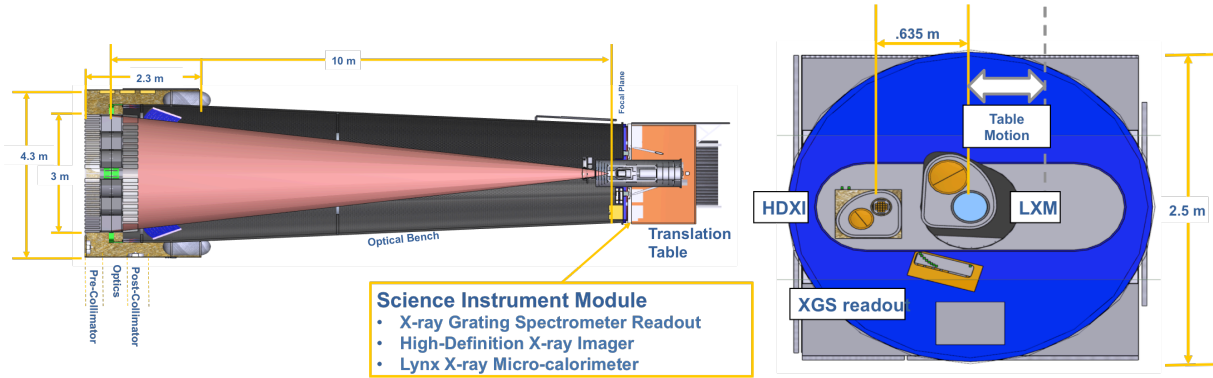 10 m
2.3 m
4.3 m
3 m
Focal Plane
Optical Bench
Translation
Table
Pre-Collimator
Optics
Post-Collimator
Science Instrument Module
• X-ray Grating Spectrometer Readout
• High-Definition X-ray Imager
• Lynx X-ray Micro-calorimeter
.635 m
Table
Motion
HDXI
LXM
2.5 m
XGS readout